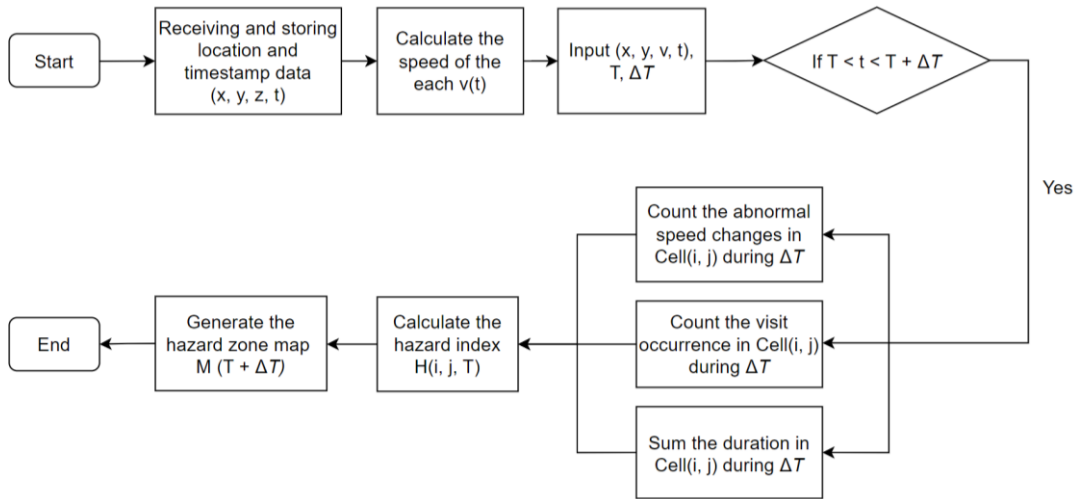 Start
Receiving and storing
location and
timestamp data
(x, y, z, t)
Calculate the
speed of the
each v(t)
Input (x, y, v, t),
T, ΔT
If T < t < T + ΔT
Yes
Count the abnormal
speed changes in
Cell(i, j) during ΔT
Count the visit
occurrence in Cell(i, j)
during ΔT
Sum the duration in
Cell(i, j) during ΔT
Calculate the
hazard index
H(i, j, T)
Generate the
hazard zone map
M (T + ΔT)
End